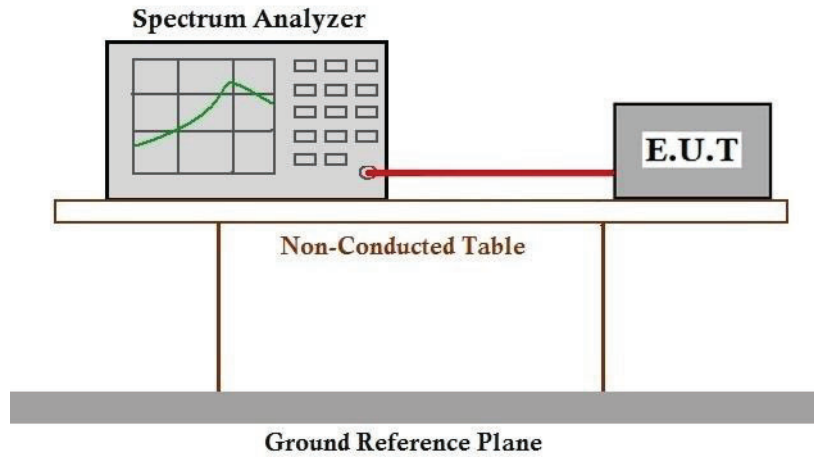 Spectrum Analyzer
E.U.T
Non-Conducted Table
Ground Reference Plane